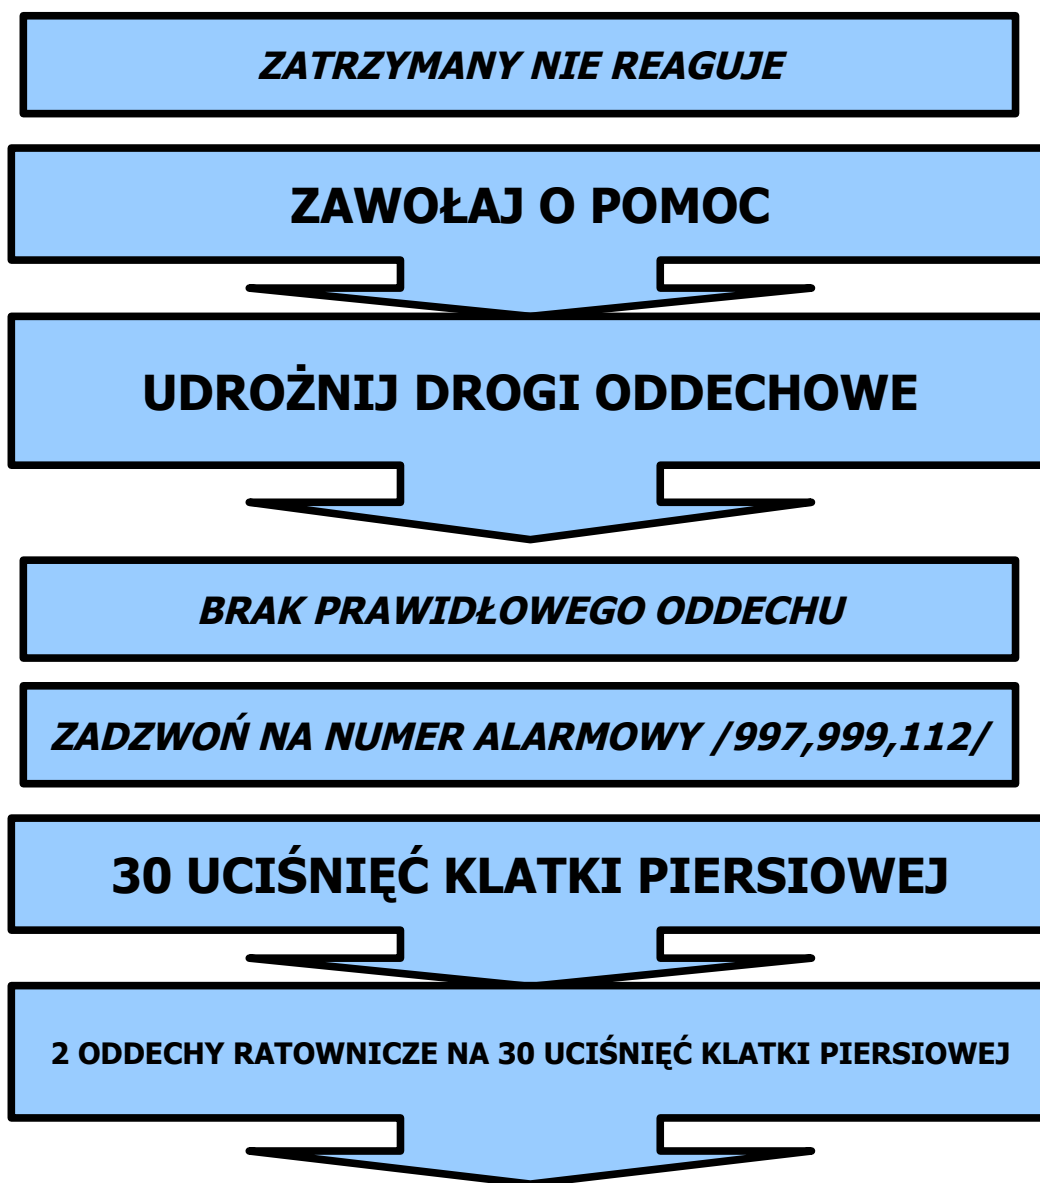 ZATRZYMANY NIE REAGUJE
ZAWOŁAJ O POMOC
UDROŻNIJ DROGI ODDECHOWE
BRAK PRAWIDŁOWEGO ODDECHU
ZADZWOŃ NA NUMER ALARMOWY /997,999,112/
30 UCIŚNIĘĆ KLATKI PIERSIOWEJ
2 ODDECHY RATOWNICZE NA 30 UCIŚNIĘĆ KLATKI PIERSIOWEJ